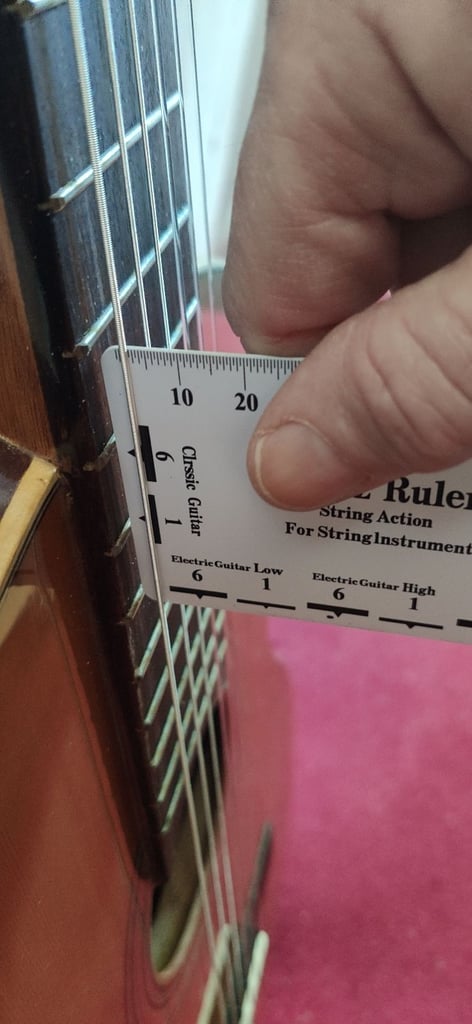 10 20
6
Clrssic Guitar
1
Ruler
String Action
For String Instrument
Electric Guitar Low
6 1
Electric Guitar High
6 1